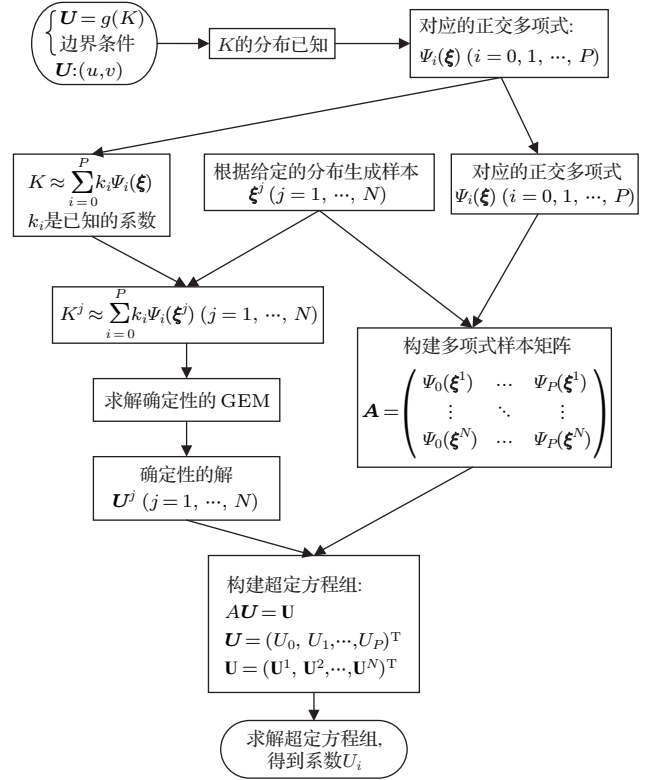 U = g(K)
边界条件
U:(u,v)
K的分布已知
对应的正交多项式:
Ψ_i(ξ) (i = 0, 1, ···, P)
K ≈ ∑_{i=0}^{P} k_iΨ_i(ξ)
k_i是已知的系数
根据给定的分布生成样本
ξ^j (j = 1, ···, N)
对应的正交多项式
Ψ_i(ξ) (i = 0, 1, ···, P)
K^j ≈ ∑_{i=0}^{P} k_iΨ_i(ξ^j) (j = 1, ···, N)
求解确定性的 GEM
确定性的解
U^j (j = 1, ···, N)
构建多项式样本矩阵
Ψ_0(ξ^1) ··· Ψ_P(ξ^1)
A = ⋮ ⋱ ⋮
Ψ_0(ξ^N) ··· Ψ_P(ξ^N)
构建超定方程组:
AU = U
U = (U_0, U_1,···,U_P)^T
U = (U^1, U^2,···,U^N)^T
求解超定方程组,
得到系数U_i